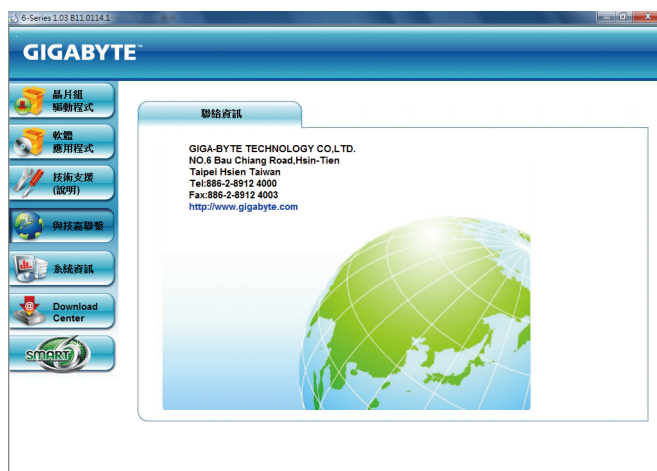 6-Series 1.03 B11.0114.1
GIGABYTE™
晶片組
驅動程式
軟體
應用程式
技術支援
(說明)
與技嘉聯繫
系統資訊
Download
Center
SMART 6
聯絡資訊
GIGA-BYTE TECHNOLOGY CO,LTD.
NO.6 Bau Chiang Road,Hsin-Tien
Taipei Hsien Taiwan
Tel:886-2-8912 4000
Fax:886-2-8912 4003
http://www.gigabyte.com